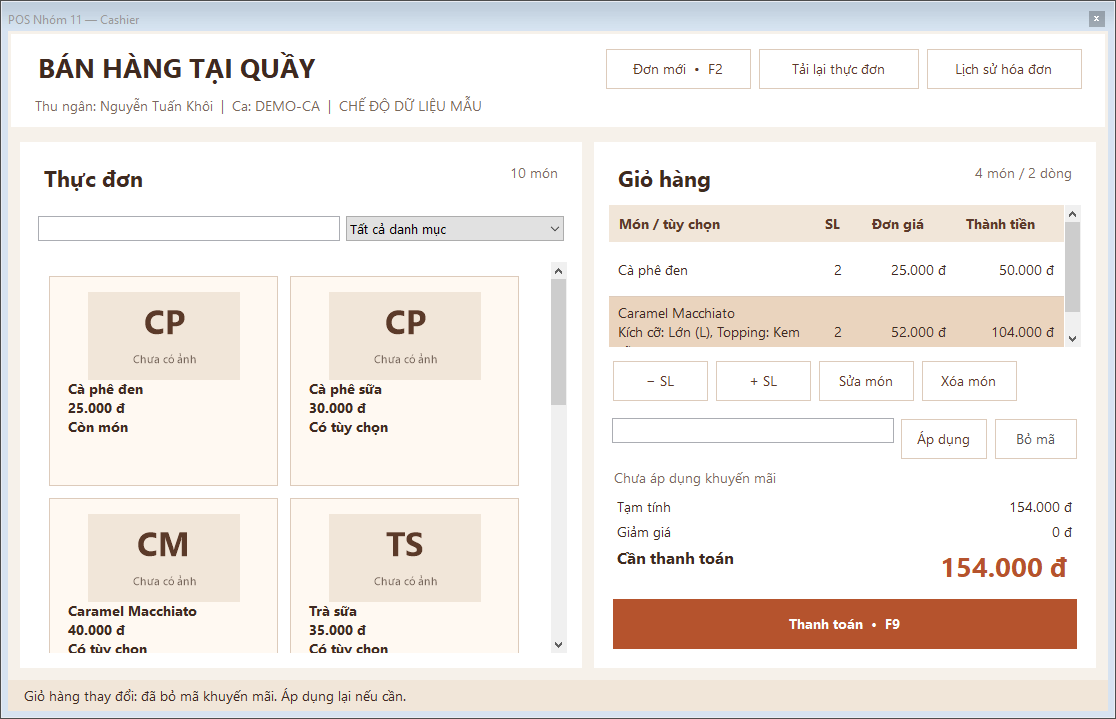 POS Nhóm 11 — Cashier
BÁN HÀNG TẠI QUẦY
Thu ngân: Nguyễn Tuấn Khôi | Ca: DEMO-CA | CHẾ ĐỘ DỮ LIỆU MẪU
Đơn mới • F2
Tải lại thực đơn
Lịch sử hóa đơn
Thực đơn
10 món
Tất cả danh mục
CP
Chưa có ảnh
Cà phê đen
25.000 đ
Còn món
CP
Chưa có ảnh
Cà phê sữa
30.000 đ
Có tùy chọn
CM
Chưa có ảnh
Caramel Macchiato
40.000 đ
Có tùy chọn
TS
Chưa có ảnh
Trà sữa
35.000 đ
Có tùy chọn
Giỏ hàng
4 món / 2 dòng
Món / tùy chọn SL Đơn giá Thành tiền
Cà phê đen 2 25.000 đ 50.000 đ
Caramel Macchiato
Kích cỡ: Lớn (L), Topping: Kem 2 52.000 đ 104.000 đ
− SL
+ SL
Sửa món
Xóa món
Áp dụng
Bỏ mã
Chưa áp dụng khuyến mãi
Tạm tính 154.000 đ
Giảm giá 0 đ
Cần thanh toán 154.000 đ
Thanh toán • F9
Giỏ hàng thay đổi: đã bỏ mã khuyến mãi. Áp dụng lại nếu cần.